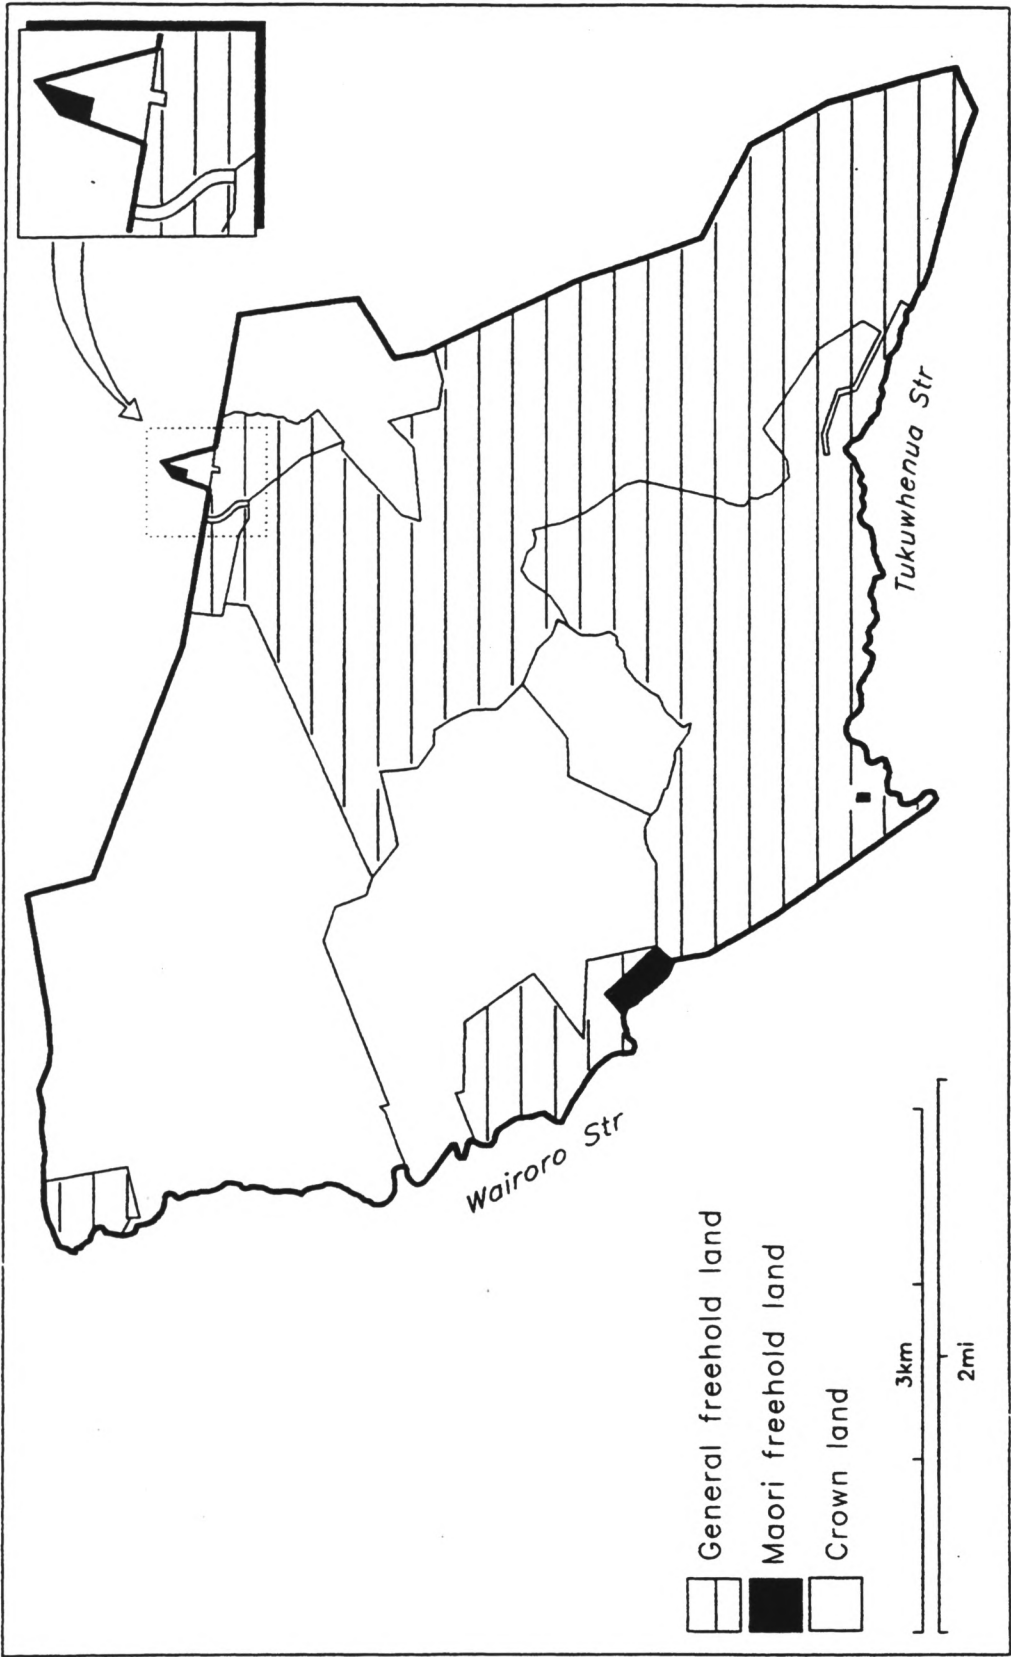 Tukuwhenua Str
Wairoro Str
General freehold land
Maori freehold land
Crown land
3km
2mi